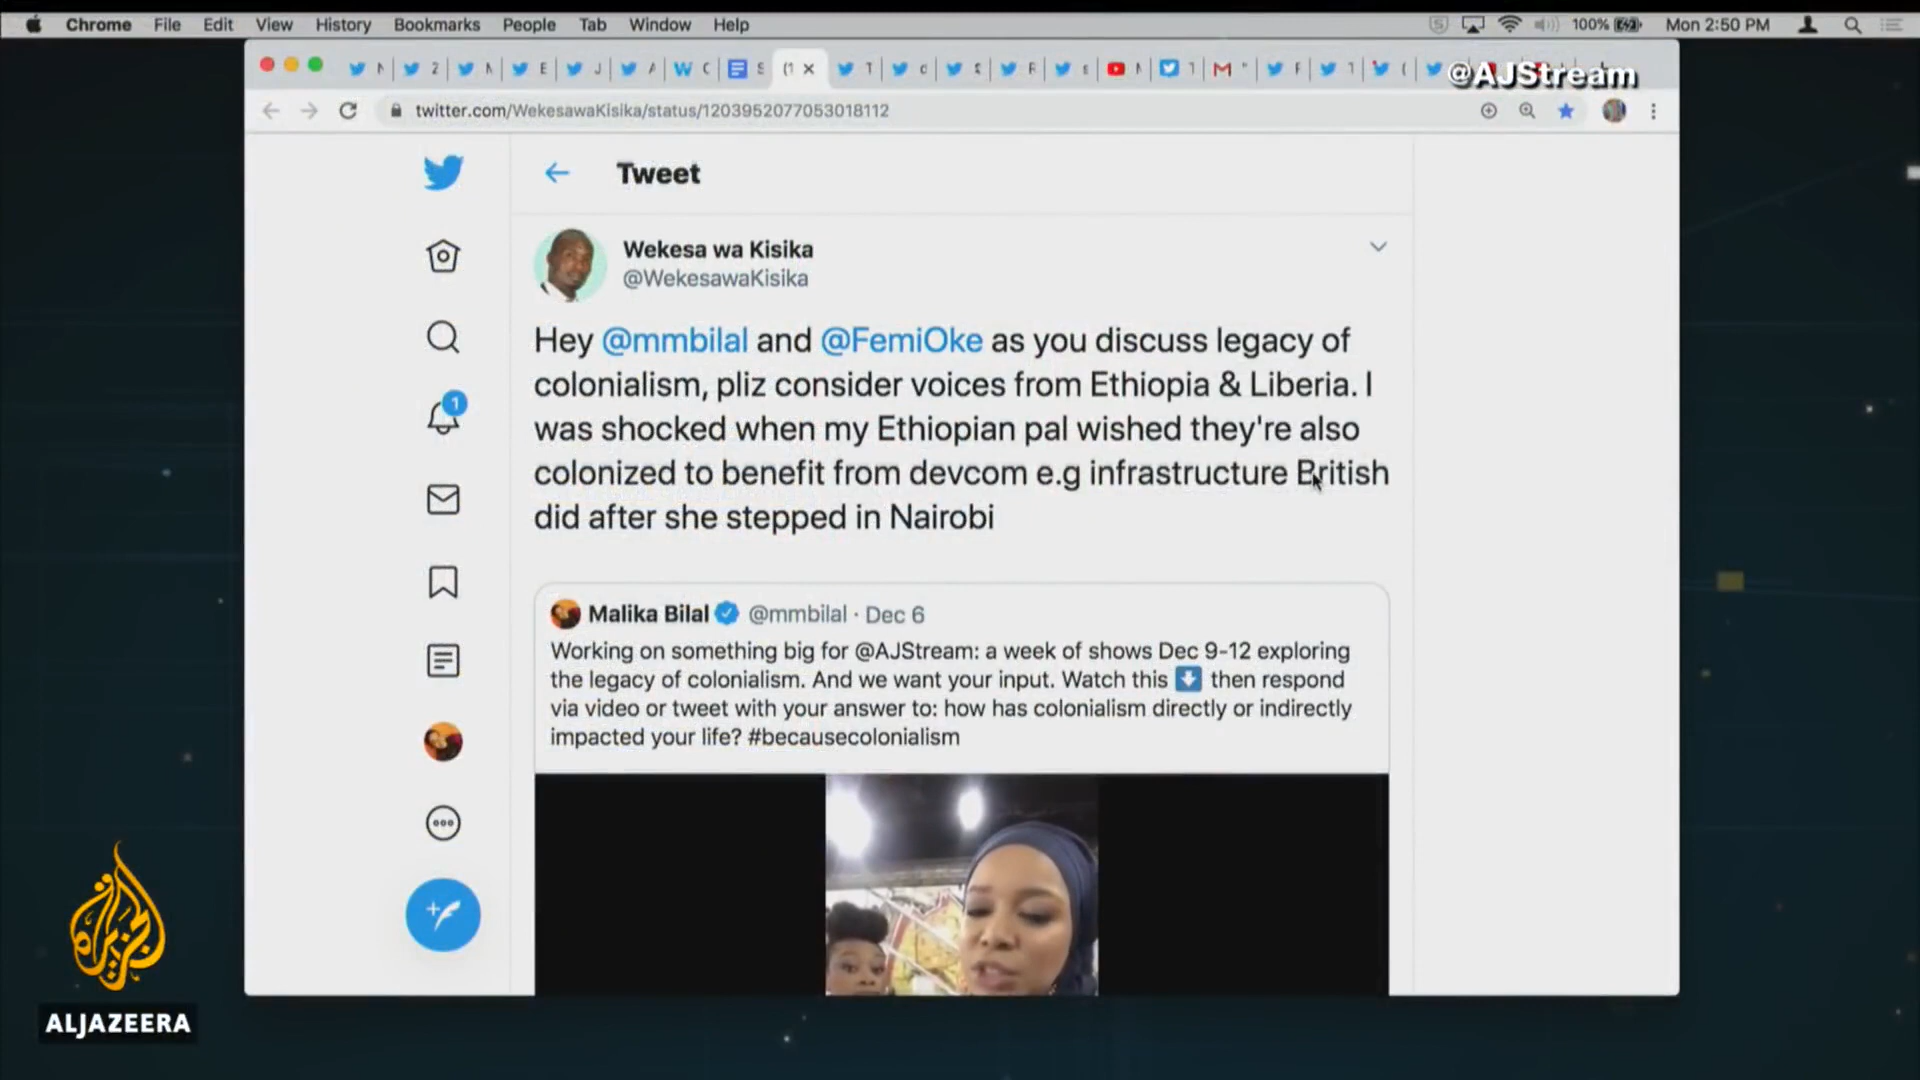 Chrome File Edit View History Bookmarks People Tab Window Help 100% Mon 2:50 PM
@AJStream
twitter.com/WekesawaKisika/status/1203952077053018112
Tweet
Wekesa wa Kisika
@WekesawaKisika
Hey @mmbilal and @FemiOke as you discuss legacy of
colonialism, pliz consider voices from Ethiopia & Liberia. I
was shocked when my Ethiopian pal wished they're also
colonized to benefit from devcom e.g infrastructure British
did after she stepped in Nairobi
1
Malika Bilal @mmbilal · Dec 6
Working on something big for @AJStream: a week of shows Dec 9-12 exploring
the legacy of colonialism. And we want your input. Watch this ⬇ then respond
via video or tweet with your answer to: how has colonialism directly or indirectly
impacted your life? #becausecolonialism
الجزيرة
ALJAZEERA